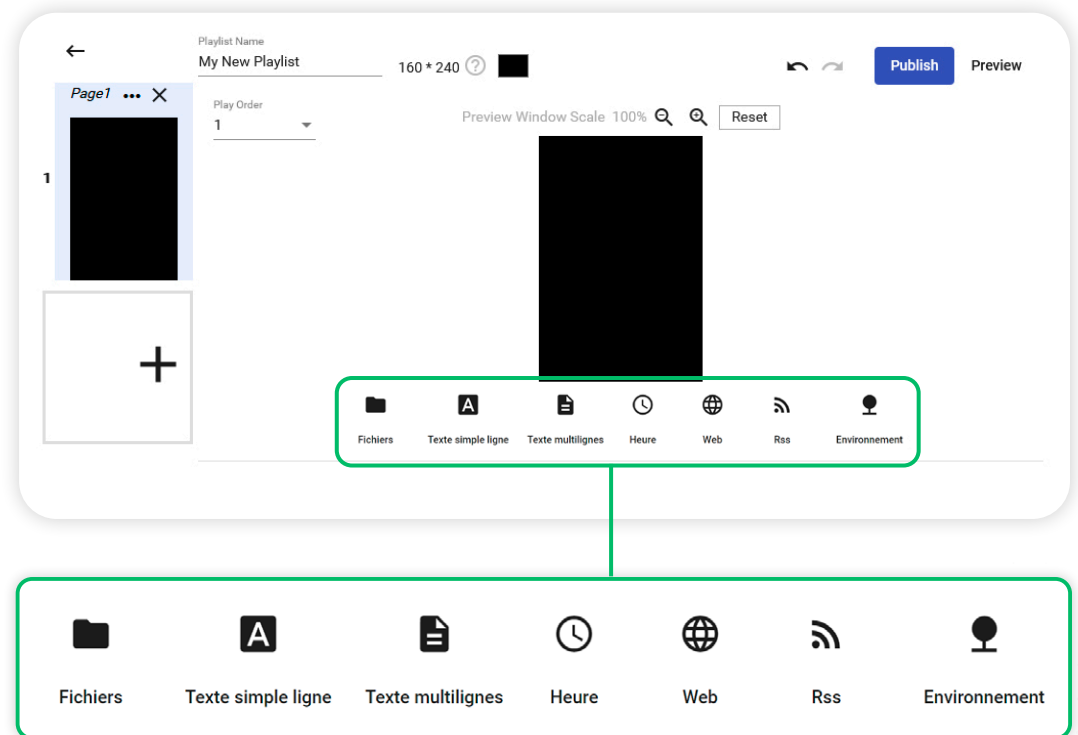 Playlist Name
My New Playlist
160 * 240
Publish
Preview
Page1
Play Order
1
Preview Window Scale 100%
Reset
1
Fichiers
Texte simple ligne
Texte multilignes
Heure
Web
Rss
Environnement
Fichiers
Texte simple ligne
Texte multilignes
Heure
Web
Rss
Environnement